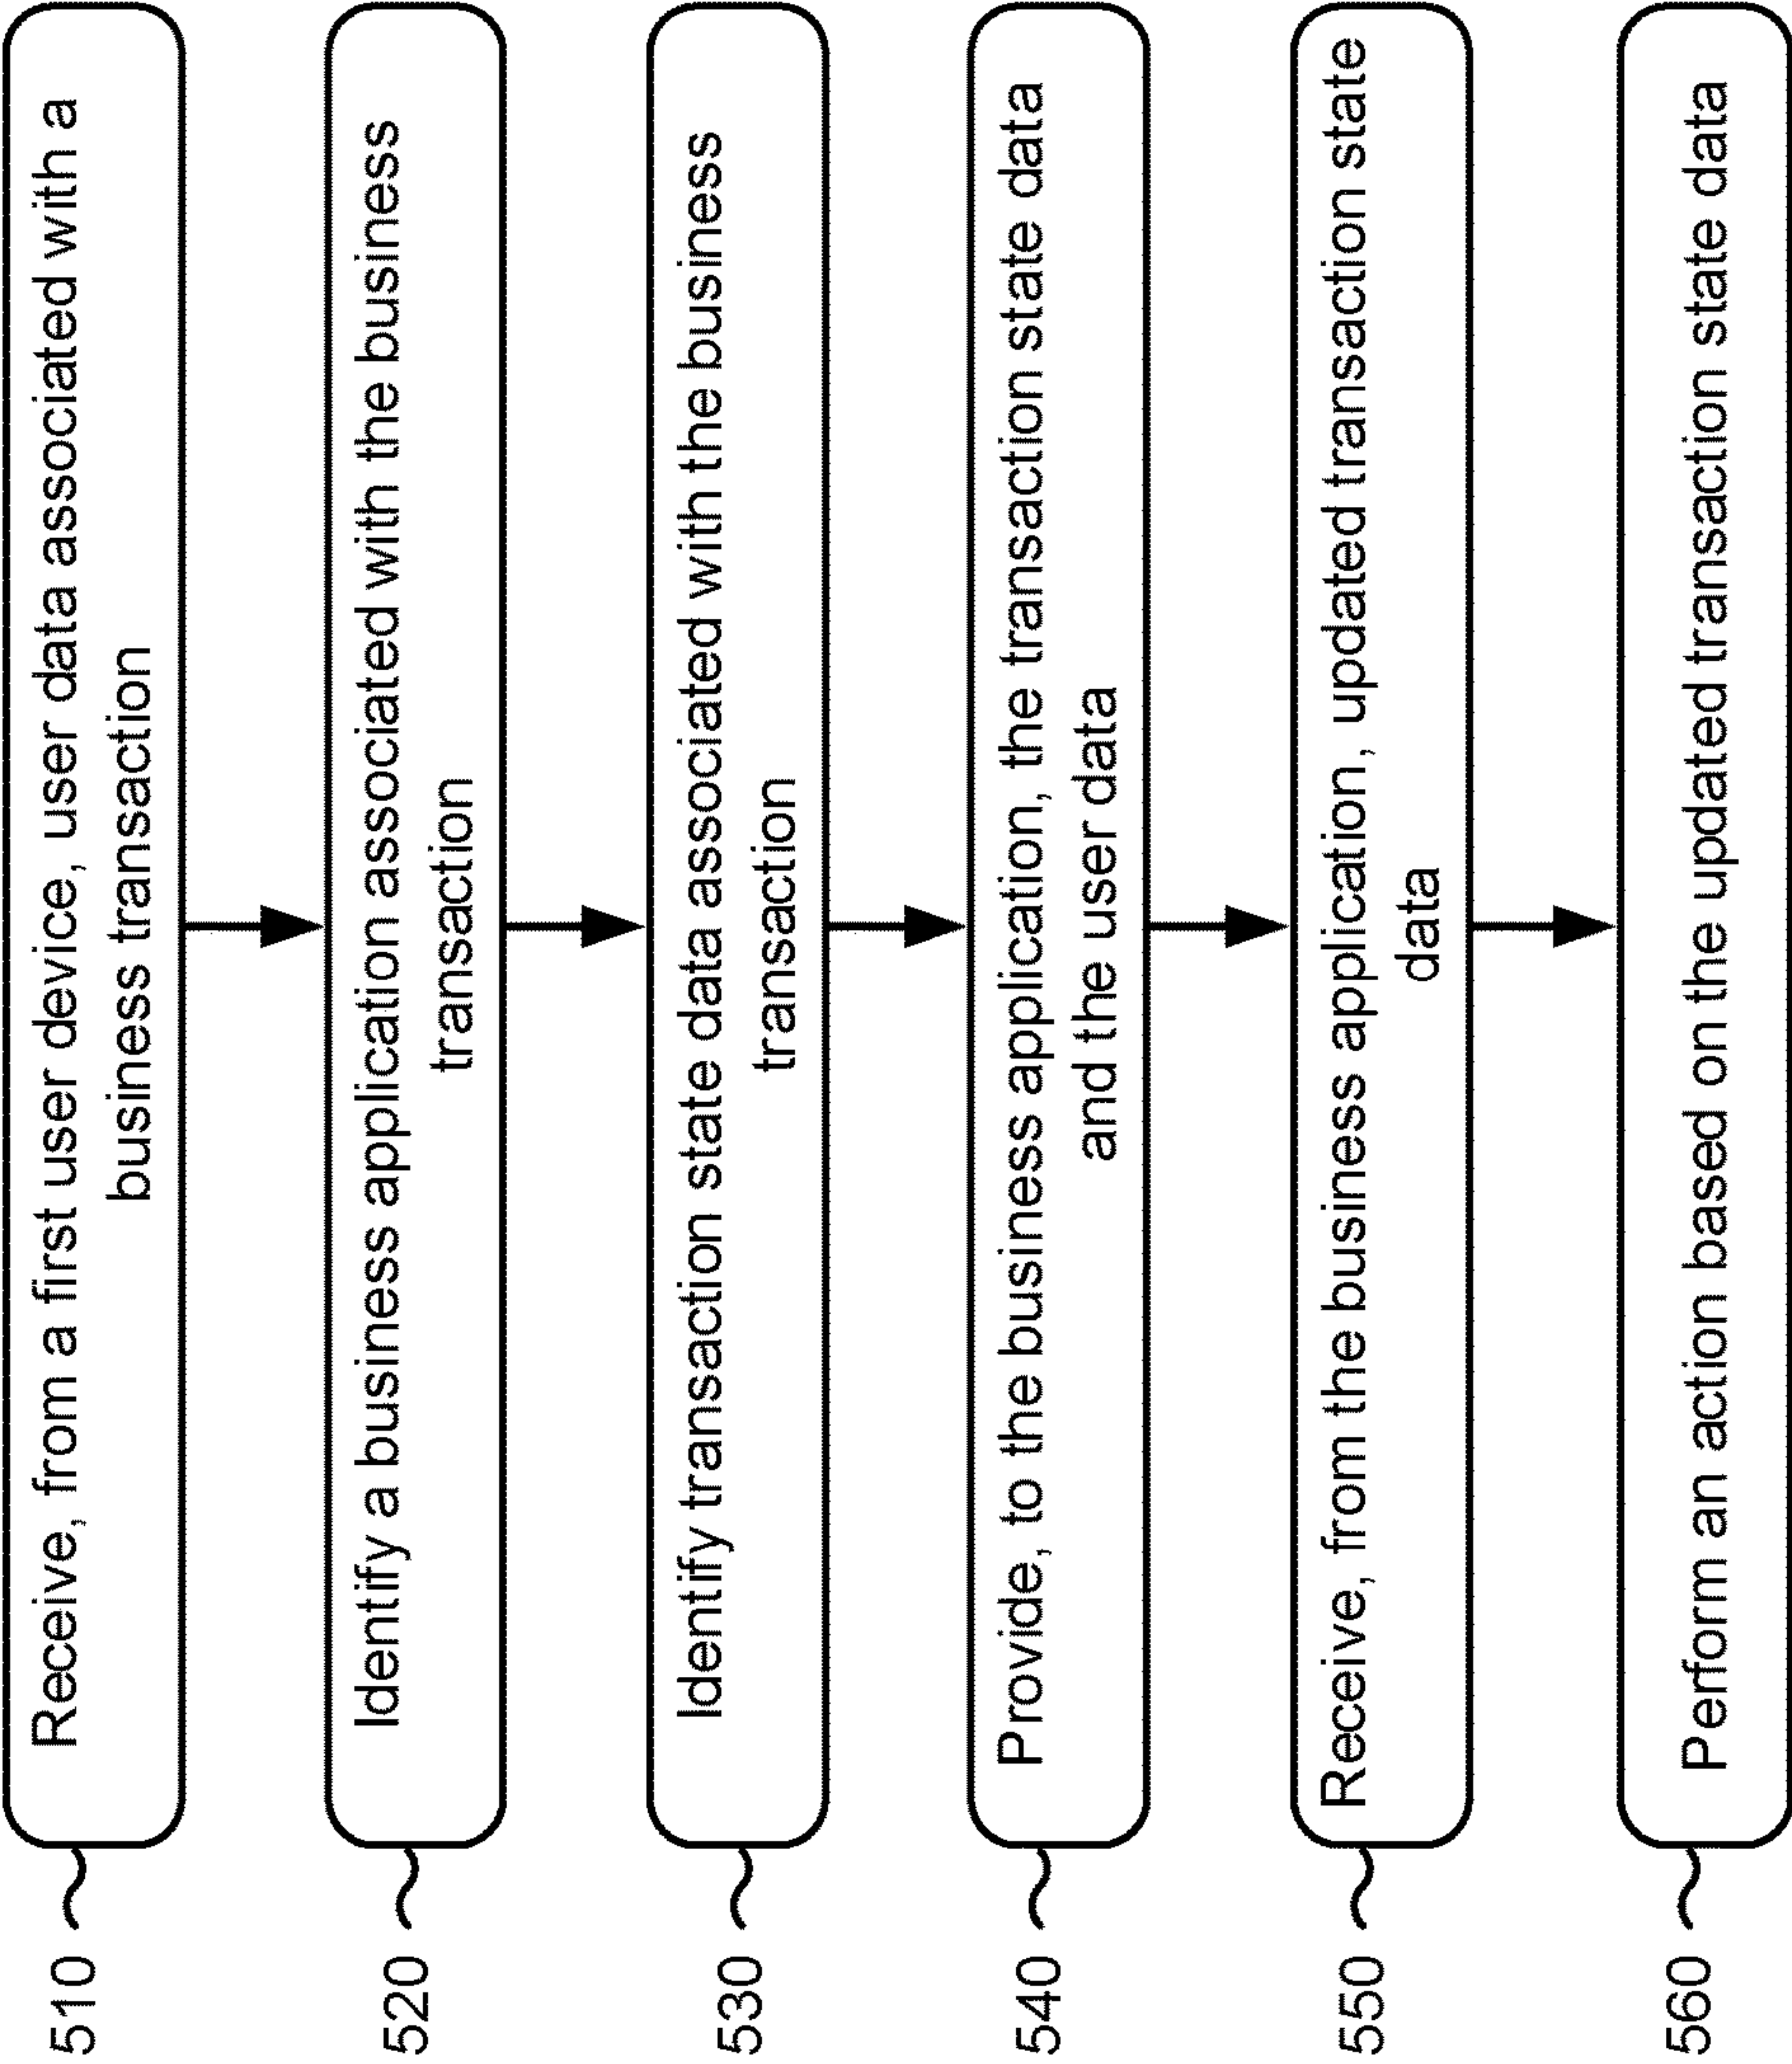 510
Receive, from a first user device, user data associated with a
business transaction
520
Identify a business application associated with the business
transaction
530
Identify transaction state data associated with the business
transaction
540
Provide, to the business application, the transaction state data
and the user data
550
Receive, from the business application, updated transaction state
data
560
Perform an action based on the updated transaction state data